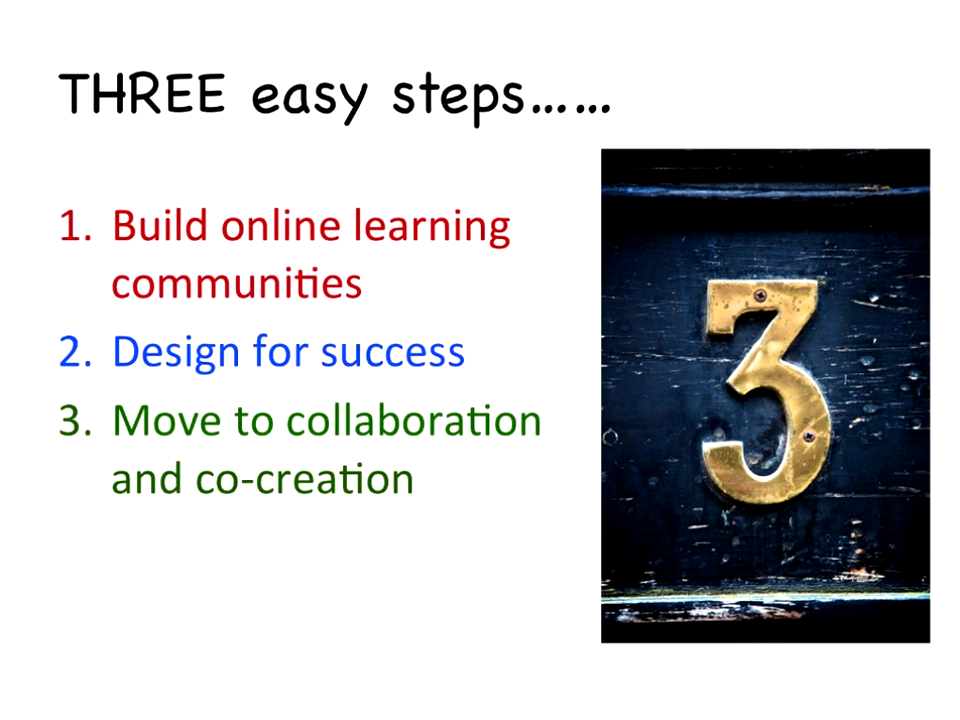 THREE easy steps……
1. Build online learning
communities
2. Design for success
3. Move to collaboration
and co-creation
3